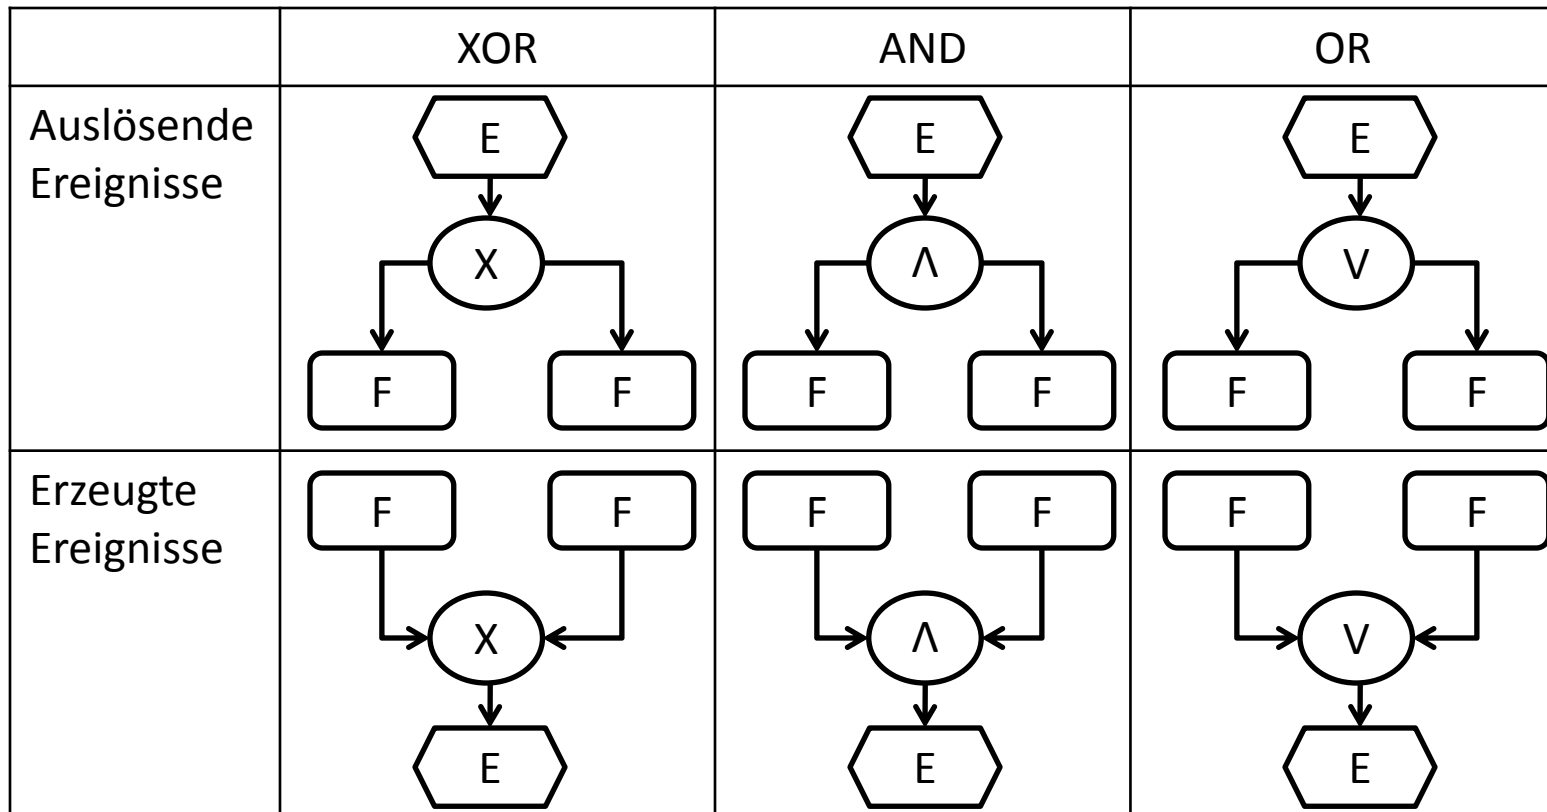 XOR AND OR
Auslösende
Ereignisse
E E E
X Λ V
F F F F F F
Erzeugte
Ereignisse
F F F F F F
X Λ V
E E E